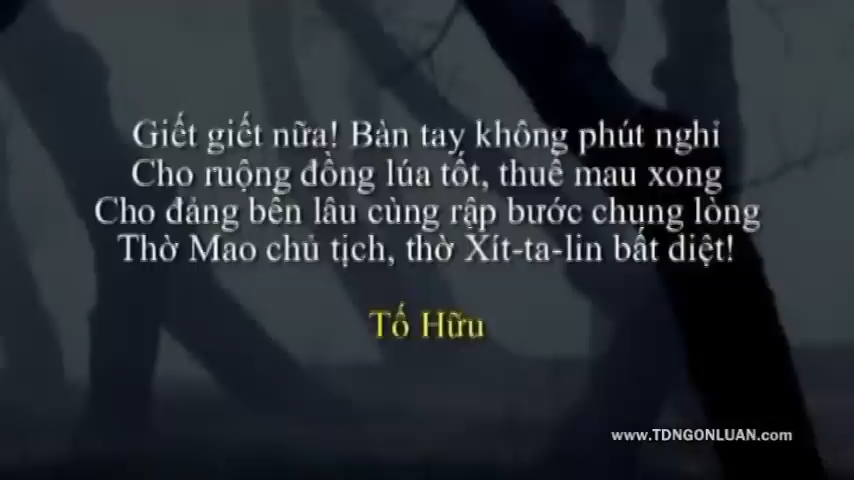 Giết giết nữa! Bàn tay không phút nghỉ
Cho ruộng đồng lúa tốt, thuế mau xong
Cho đảng bền lâu cùng rập bước chung lòng
Thờ Mao chủ tịch, thờ Xít-ta-lin bất diệt!
Tố Hữu
www.TDNGONLUAN.com